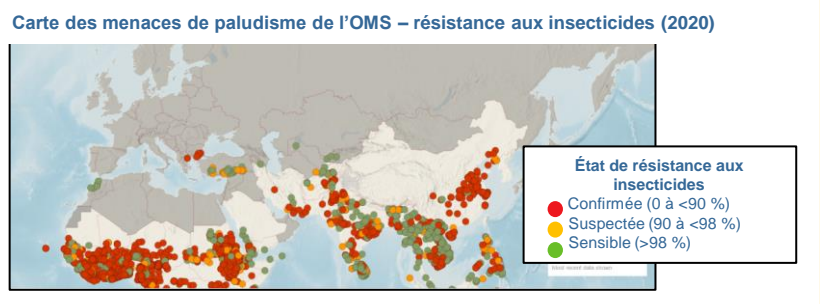 Carte des menaces de paludisme de l'OMS – résistance aux insecticides (2020)
État de résistance aux
insecticides
Confirmée (0 à <90 %)
Suspectée (90 à <98 %)
Sensible (>98 %)